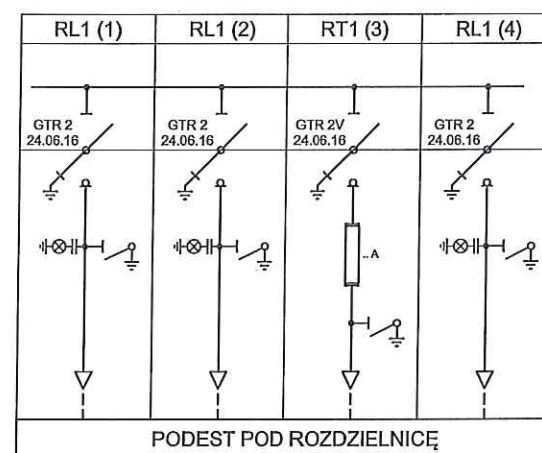 RL1 (1) RL1 (2) RT1 (3) RL1 (4)
GTR 2 GTR 2 GTR 2V GTR 2
24.06.16 24.06.16 24.06.16 24.06.16
..A
PODEST POD ROZDZIELNICĘ